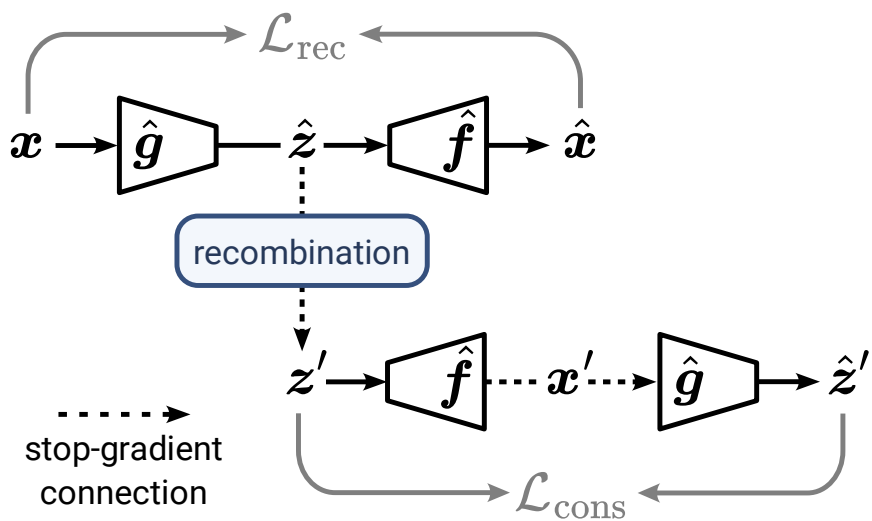 ℒ_rec
x ĝ ẑ f̂ x̂
recombination
z′ f̂ x′ ĝ ẑ′
stop-gradient
connection
ℒ_cons